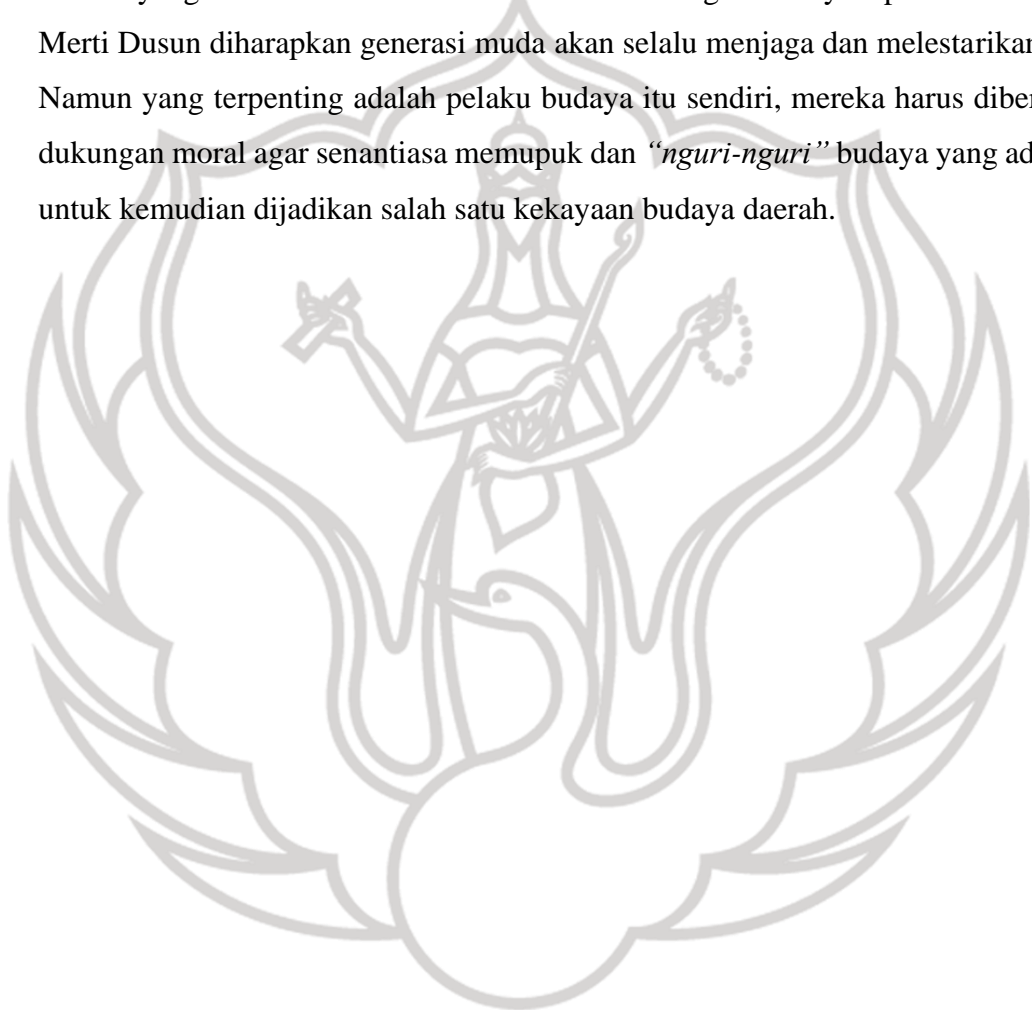 Merti Dusun diharapkan generasi muda akan selalu menjaga dan melestarikan
Namun yang terpenting adalah pelaku budaya itu sendiri, mereka harus diber
dukungan moral agar senantiasa memupuk dan “nguri-nguri” budaya yang ad
untuk kemudian dijadikan salah satu kekayaan budaya daerah.